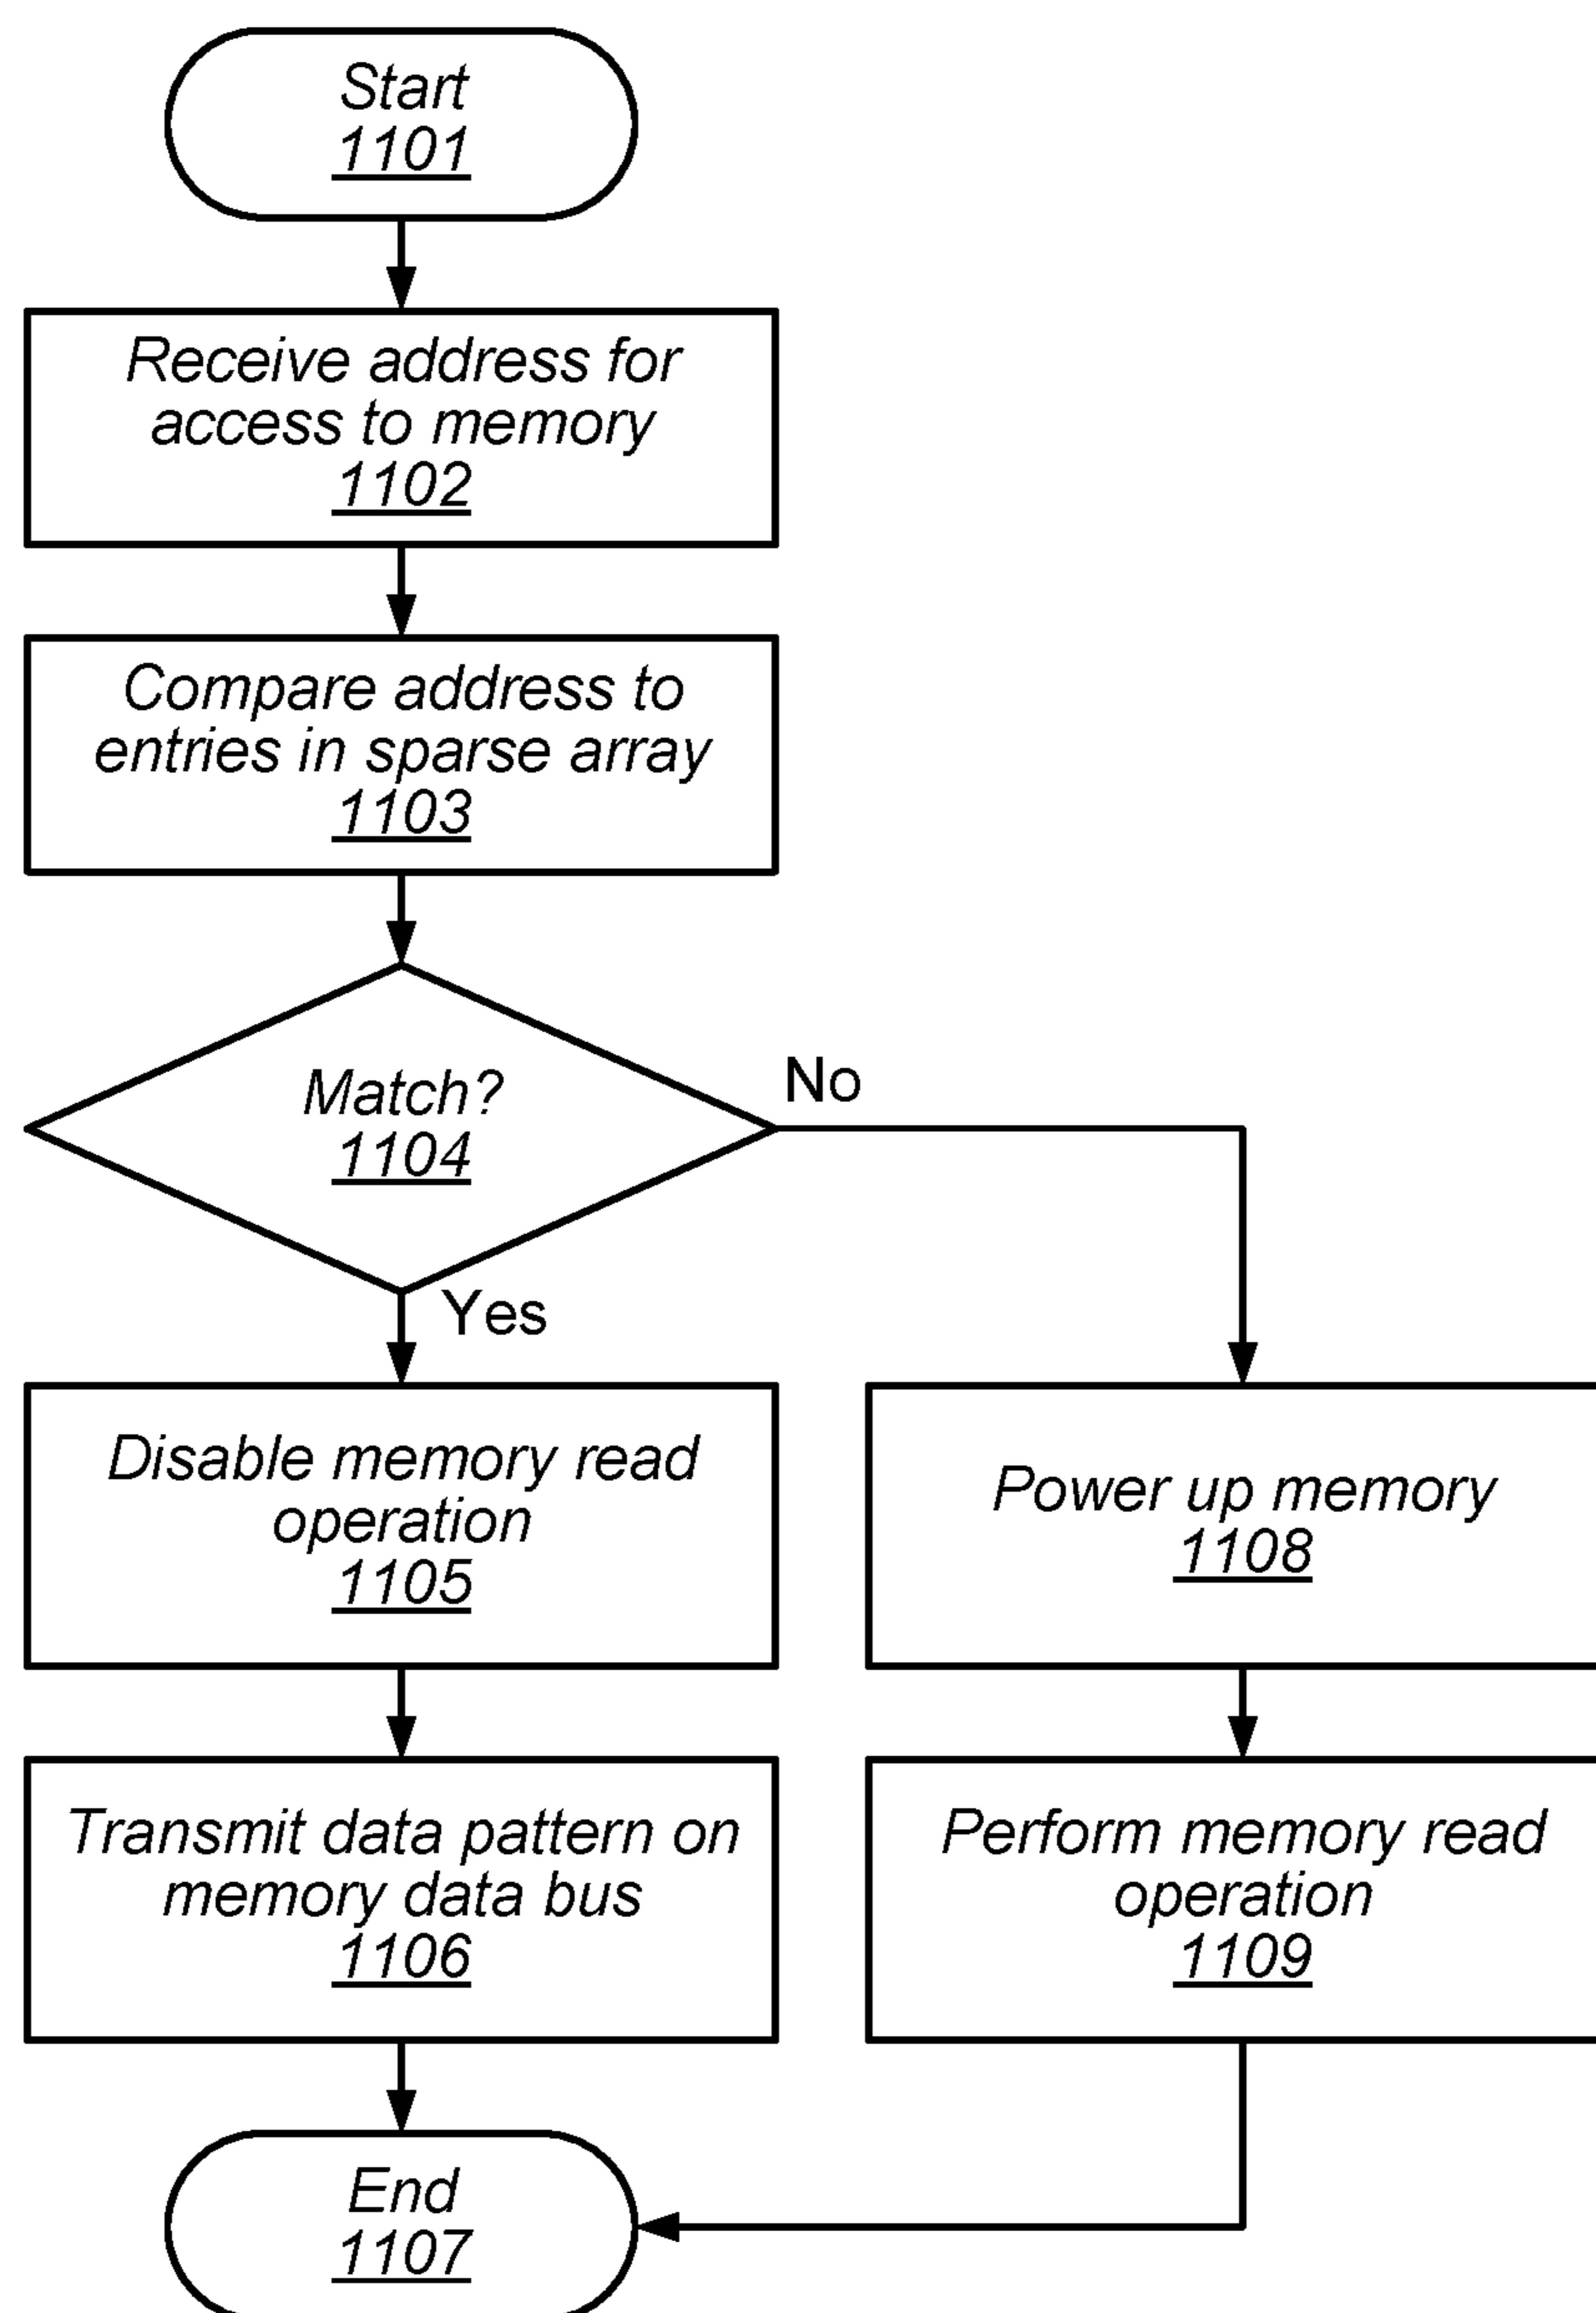 Start
1101
Receive address for
access to memory
1102
Compare address to
entries in sparse array
1103
Match?
1104
No
Yes
Disable memory read
operation
1105
Power up memory
1108
Transmit data pattern on
memory data bus
1106
Perform memory read
operation
1109
End
1107